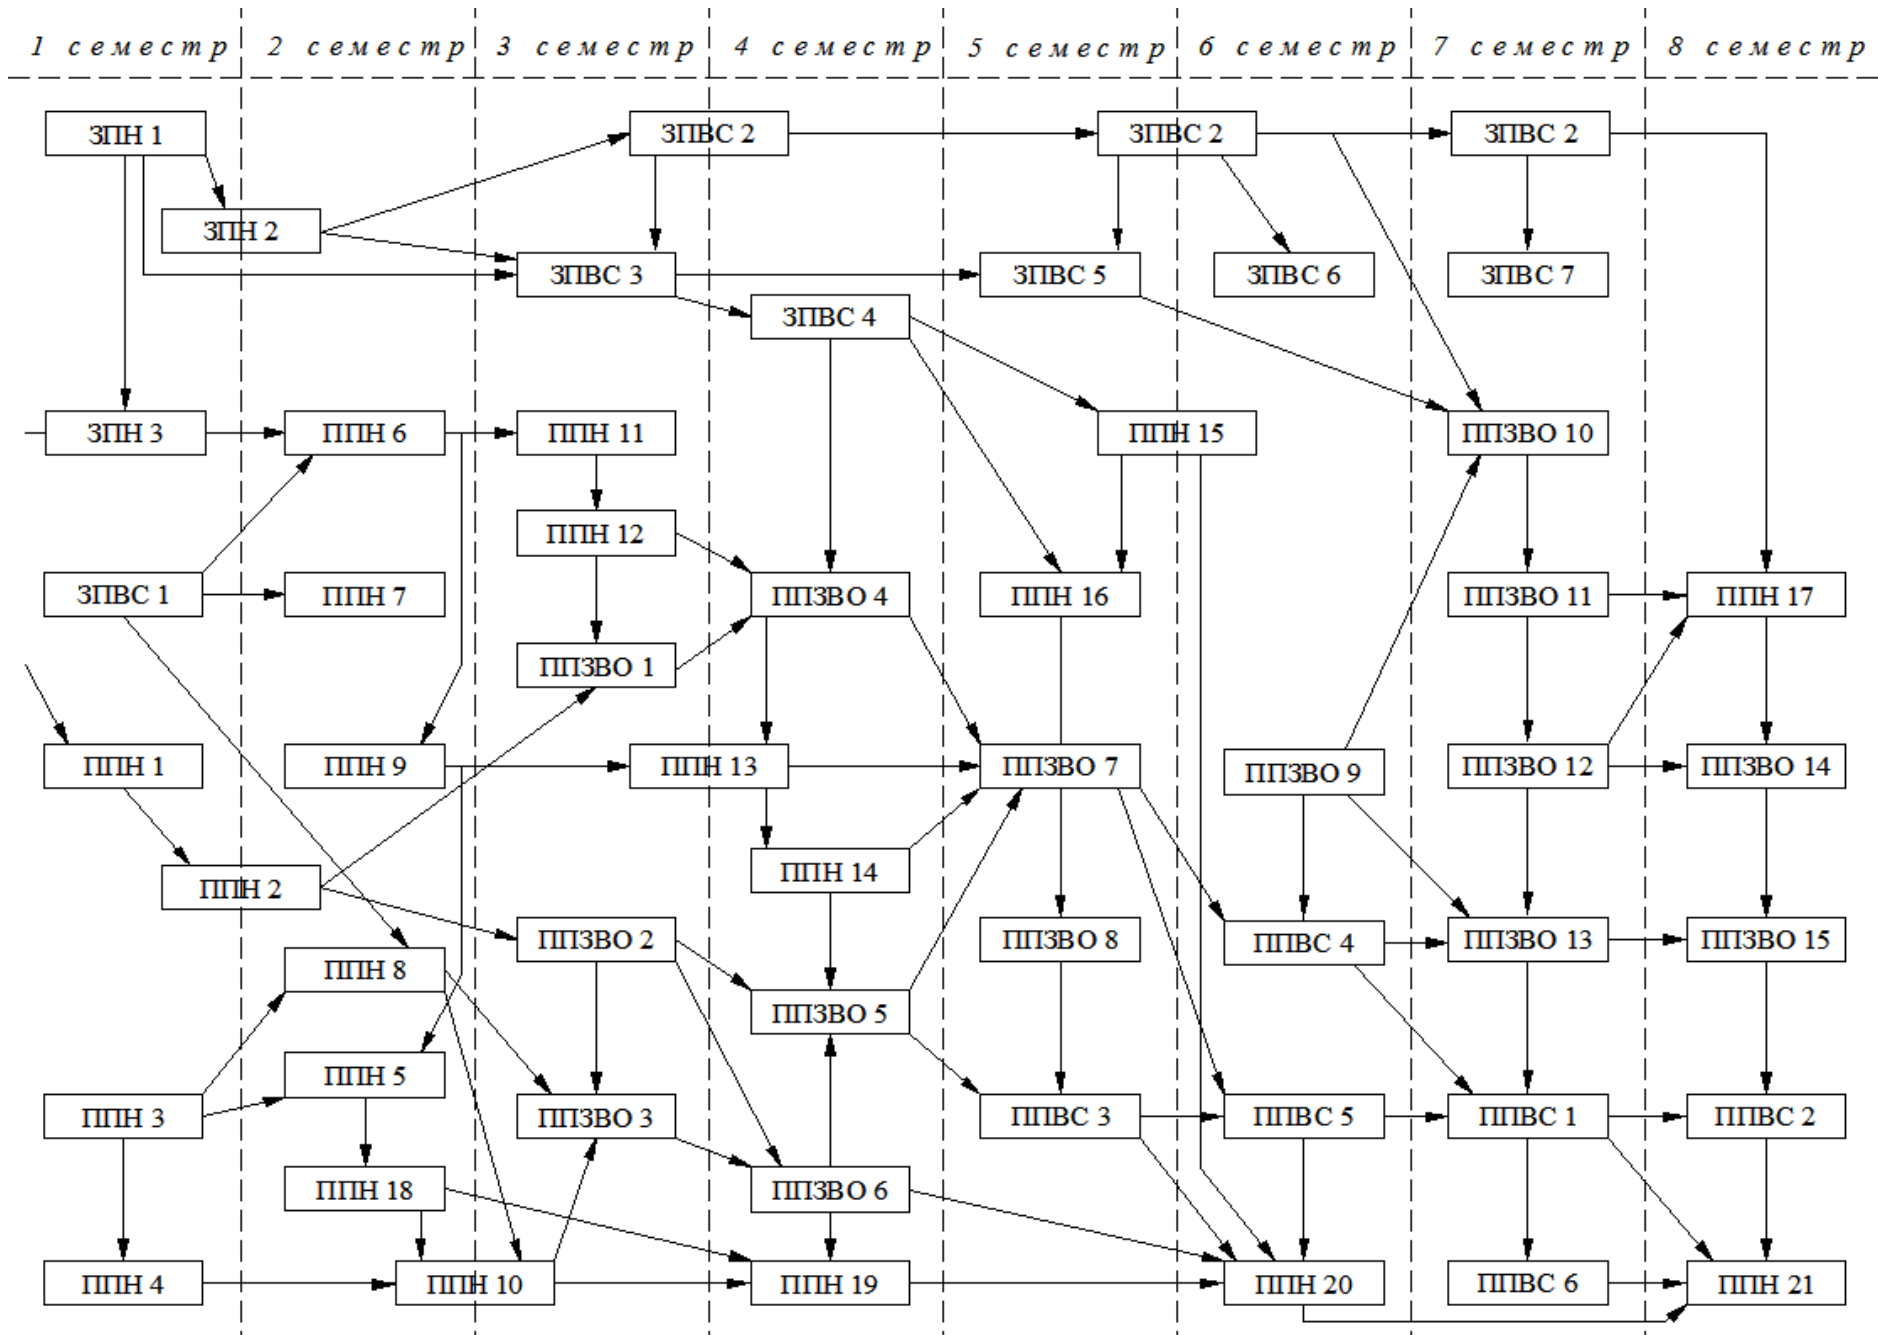 1 семестр 2 семестр 3 семестр 4 семестр 5 семестр 6 семестр 7 семестр 8 семестр
ЗПН 1 ЗПВС 2 ЗПВС 2 ЗПВС 2
ЗПН 2
ЗПВС 3 ЗПВС 5 ЗПВС 6 ЗПВС 7
ЗПВС 4
ЗПН 3 ППН 6 ППН 11 ППН 15 ППЗВО 10
ППН 12
ЗПВС 1 ППН 7 ППЗВО 4 ППН 16 ППЗВО 11 ППН 17
ППЗВО 1
ППН 1 ППН 9 ППН 13 ППЗВО 7 ППЗВО 9 ППЗВО 12 ППЗВО 14
ППН 14
ППН 2
ППЗВО 2 ППЗВО 8 ППВС 4 ППЗВО 13 ППЗВО 15
ППН 8
ППЗВО 5
ППН 5
ППН 3 ППЗВО 3 ППВС 3 ППВС 5 ППВС 1 ППВС 2
ППН 18 ППЗВО 6
ППН 4 ППН 10 ППН 19 ППН 20 ППВС 6 ППН 21